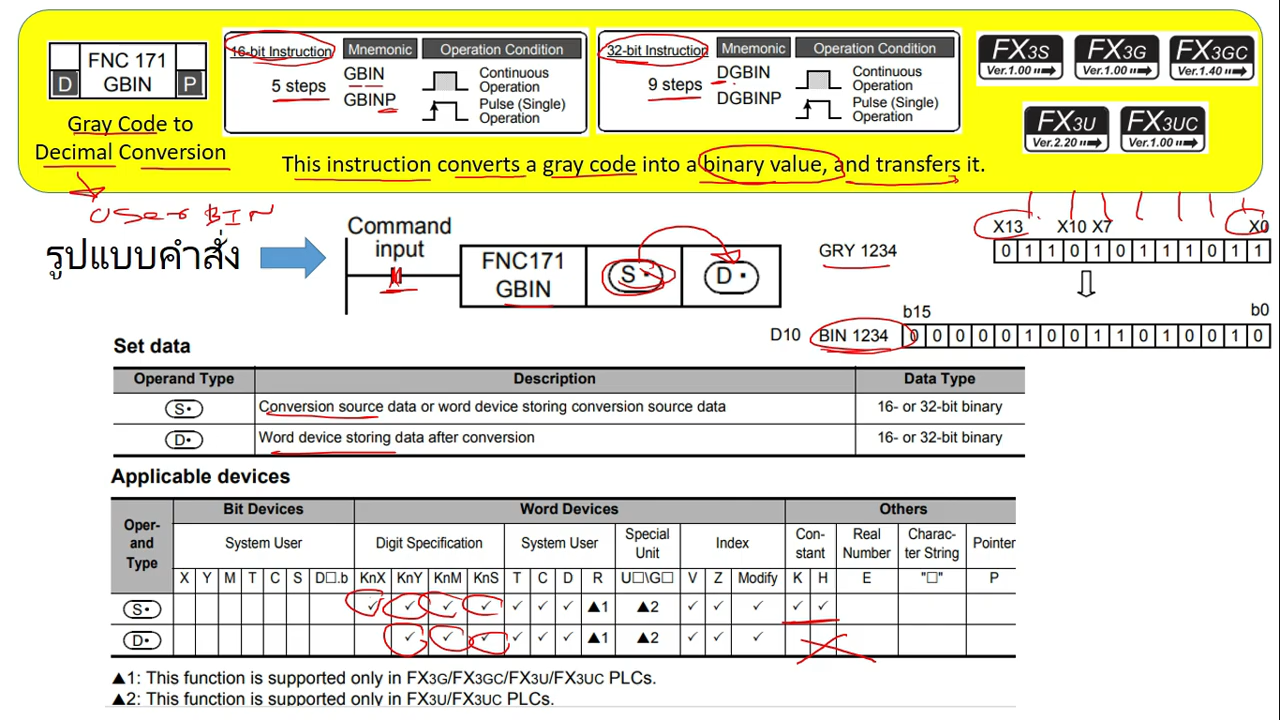 FNC 171
D GBIN P
Gray Code to
Decimal Conversion
16-bit Instruction Mnemonic Operation Condition
5 steps GBIN Continuous Operation
GBINP Pulse (Single) Operation
32-bit Instruction Mnemonic Operation Condition
9 steps DGBIN Continuous Operation
DGBINP Pulse (Single) Operation
FX3S Ver.1.00 FX3G Ver.1.00 FX3GC Ver.1.40
FX3U Ver.2.20 FX3UC Ver.1.00
This instruction converts a gray code into a binary value, and transfers it.
User BIN
รูปแบบคำสั่ง
Command
input
FNC171
GBIN
S•
D•
X13 X10 X7 X0
GRY 1234 0 1 1 0 1 0 1 1 1 0 1 1
b15 b0
D10 BIN 1234 0 0 0 0 0 1 0 0 1 1 0 1 0 0 1 0
Set data
Operand Type Description Data Type
S• Conversion source data or word device storing conversion source data 16- or 32-bit binary
D• Word device storing data after conversion 16- or 32-bit binary
Applicable devices
Oper-
and
Type
Bit Devices Word Devices Others
System User Digit Specification System User Special Unit Index Con-stant Real Number Charac-ter String Pointer
X Y M T C S D□.b KnX KnY KnM KnS T C D R U□\G□ V Z Modify K H E "□" P
S• ✓ ✓ ✓ ✓ ✓ ✓ ✓ ▲1 ▲2 ✓ ✓ ✓ ✓ ✓
D• ✓ ✓ ✓ ✓ ✓ ✓ ▲1 ▲2 ✓ ✓ ✓
▲1: This function is supported only in FX3G/FX3GC/FX3U/FX3UC PLCs.
▲2: This function is supported only in FX3U/FX3UC PLCs.